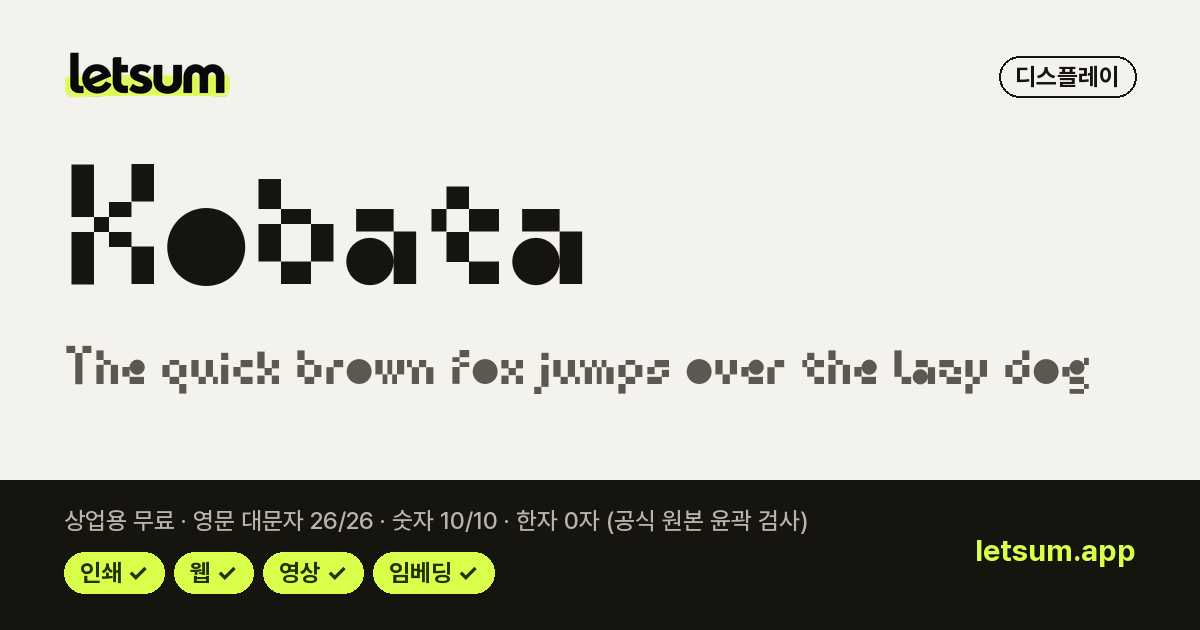 letsum
디스플레이
Kobata
The quick brown fox jumps over the lazy dog
상업용 무료 · 영문 대문자 26/26 · 숫자 10/10 · 한자 0자 (공식 원본 윤곽 검사)
인쇄 ✓ 웹 ✓ 영상 ✓ 임베딩 ✓
letsum.app